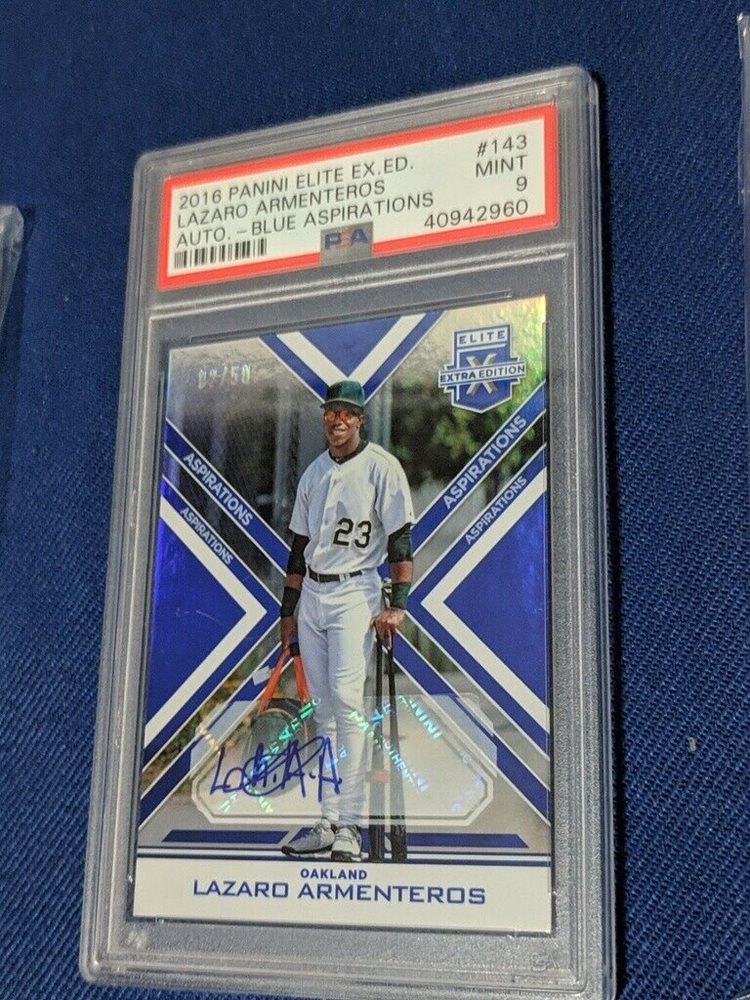 2016 PANINI ELITE EX.ED. #143
LAZARO ARMENTEROS MINT
AUTO.-BLUE ASPIRATIONS 9
PSA 40942960
ELITE
X
EXTRA EDITION
ASPIRATIONS
ASPIRATIONS
ASPIRATIONS
ASPIRATIONS
23
L.A.A.A.
OAKLAND
LAZARO ARMENTEROS